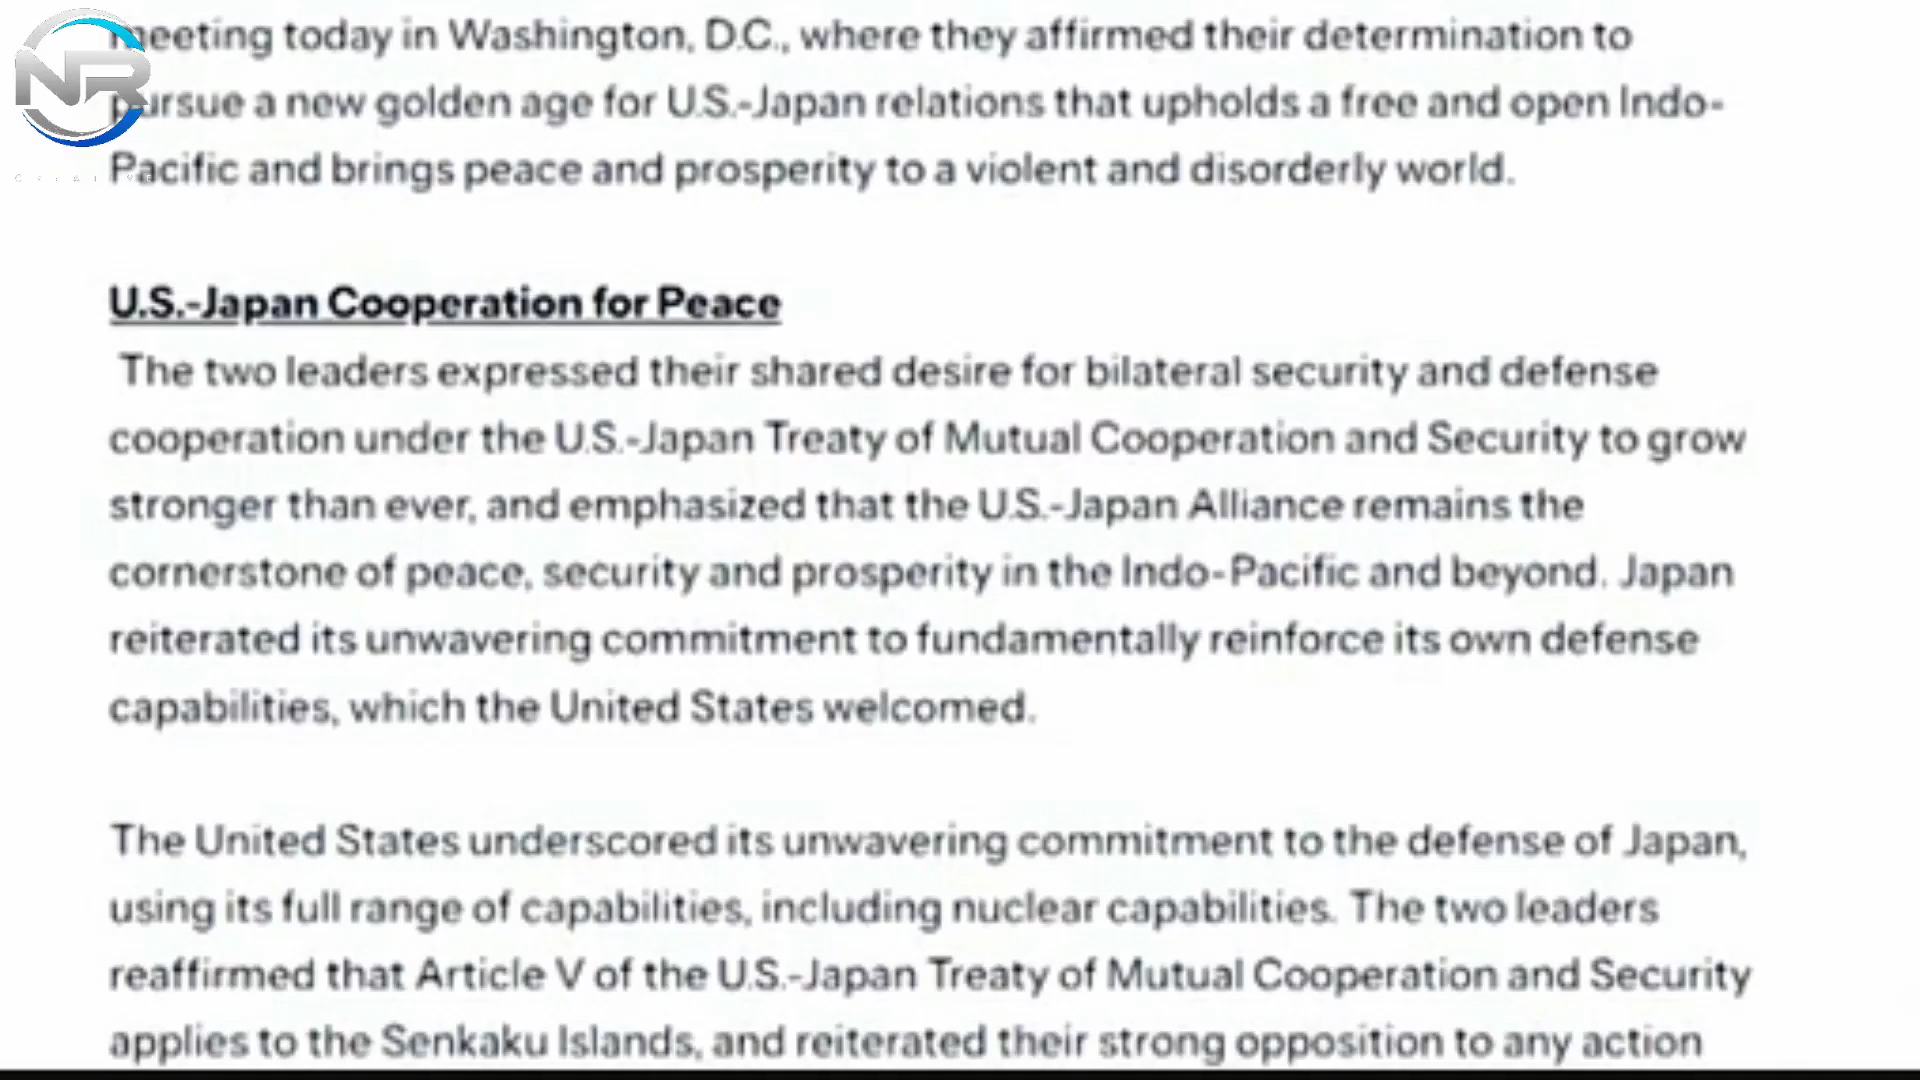 meeting today in Washington, D.C., where they affirmed their determination to
pursue a new golden age for U.S.-Japan relations that upholds a free and open Indo-
Pacific and brings peace and prosperity to a violent and disorderly world.
U.S.-Japan Cooperation for Peace
The two leaders expressed their shared desire for bilateral security and defense
cooperation under the U.S.-Japan Treaty of Mutual Cooperation and Security to grow
stronger than ever, and emphasized that the U.S.-Japan Alliance remains the
cornerstone of peace, security and prosperity in the Indo-Pacific and beyond. Japan
reiterated its unwavering commitment to fundamentally reinforce its own defense
capabilities, which the United States welcomed.
The United States underscored its unwavering commitment to the defense of Japan,
using its full range of capabilities, including nuclear capabilities. The two leaders
reaffirmed that Article V of the U.S.-Japan Treaty of Mutual Cooperation and Security
applies to the Senkaku Islands, and reiterated their strong opposition to any action
NR